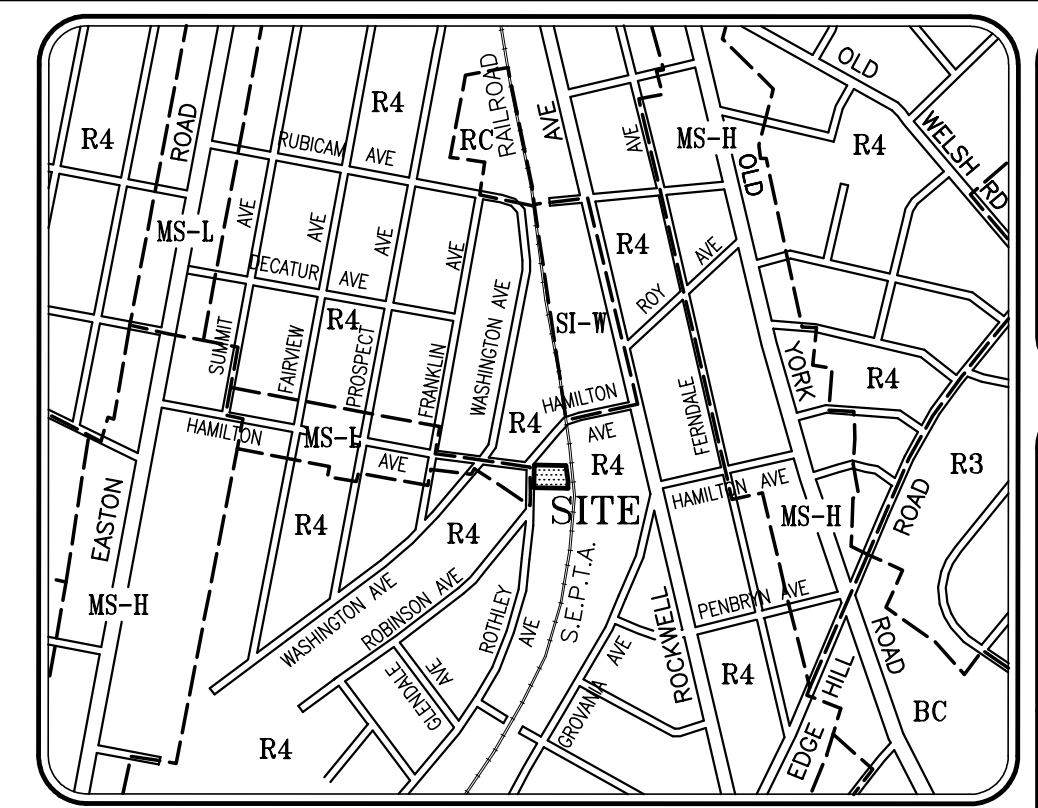 OLD
R4
R4
ROAD
RC
RAILROAD
AVE
AVE
MS-H
OLD
R4
WELSH RD
RUBICAM AVE
MS-L
AVE
AVE
AVE
AVE
R4
AVE
DECATUR AVE
ROY
WASHINGTON AVE
SI-W
R4
SUMMIT
FAIRVIEW
PROSPECT
FRANKLIN
YORK
R4
HAMILTON
R4
HAMILTON
AVE
FERNDALE
MS-L
AVE
R4
R3
HAMILTON AVE
SITE
MS-H
ROAD
EASTON
R4
R4
S.E.P.T.A.
MS-H
WASHINGTON AVE
ROBINSON AVE
ROTHLEY
AVE
PENBRYN AVE
ROCKWELL
ROAD
AVE
GLENDALE
AVE
GROVANIA
R4
HILL
BC
R4
EDGE